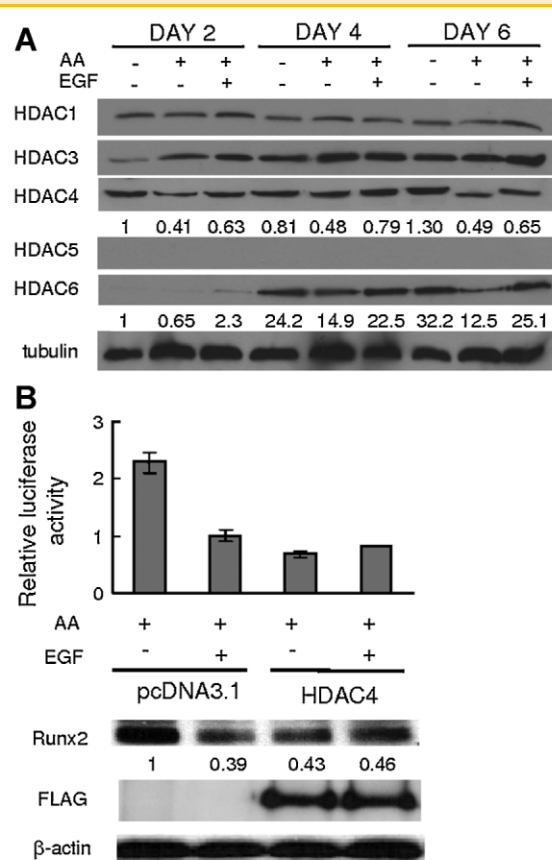 A
DAY 2 DAY 4 DAY 6
AA - + + - + + - + +
EGF - - + - - + - - +
HDAC1
HDAC3
HDAC4
1 0.41 0.63 0.81 0.48 0.79 1.30 0.49 0.65
HDAC5
HDAC6
1 0.65 2.3 24.2 14.9 22.5 32.2 12.5 25.1
tubulin
B
Relative luciferase
activity
3
2
1
0
AA + + + +
EGF - + - +
pcDNA3.1 HDAC4
Runx2
1 0.39 0.43 0.46
FLAG
β-actin